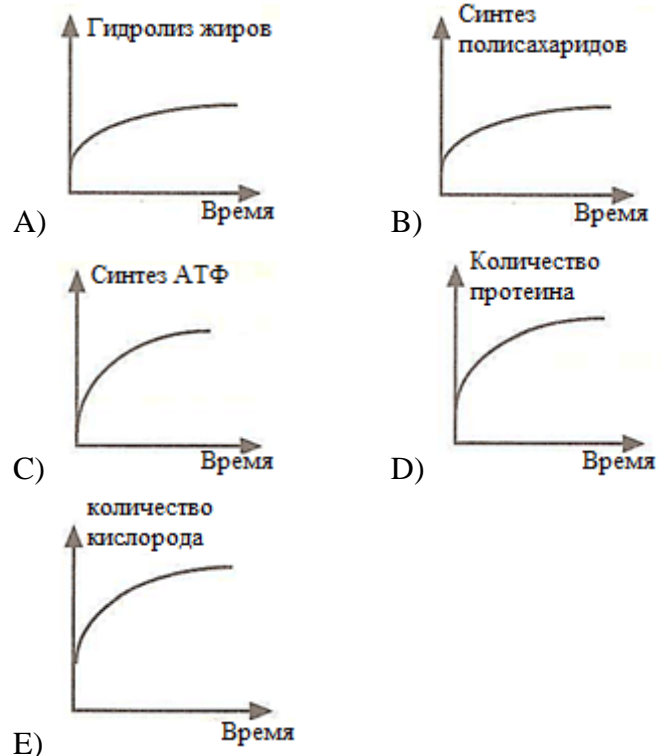 Гидролиз жиров
Время
A)
Синтез
полисахаридов
Время
B)
Синтез АТФ
Время
C)
Количество
протеина
Время
D)
количество
кислорода
Время
E)